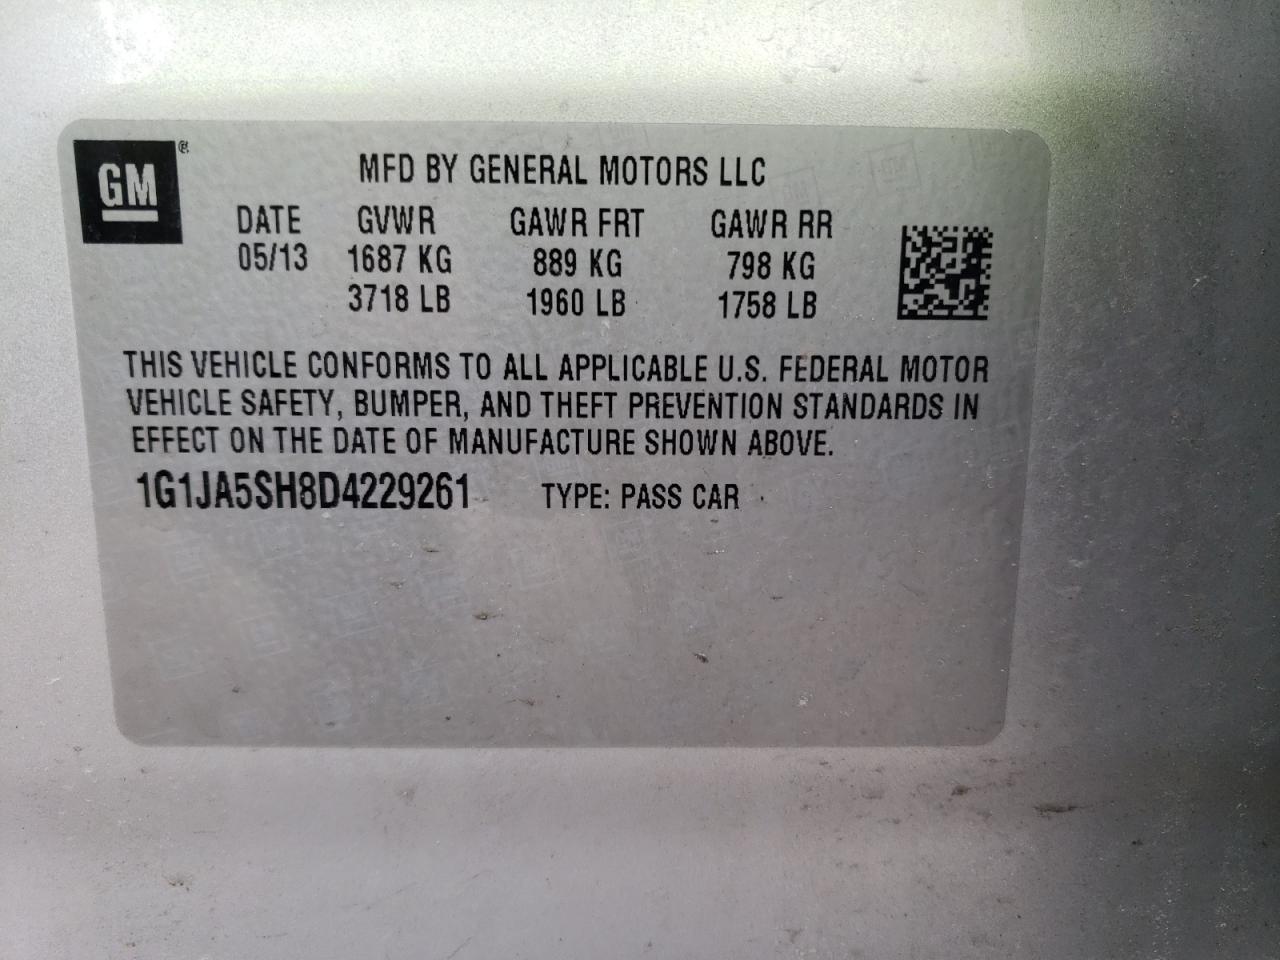 GM®
MFD BY GENERAL MOTORS LLC
DATE GVWR GAWR FRT GAWR RR
05/13 1687 KG 889 KG 798 KG
3718 LB 1960 LB 1758 LB
THIS VEHICLE CONFORMS TO ALL APPLICABLE U.S. FEDERAL MOTOR
VEHICLE SAFETY, BUMPER, AND THEFT PREVENTION STANDARDS IN
EFFECT ON THE DATE OF MANUFACTURE SHOWN ABOVE.
1G1JA5SH8D4229261 TYPE: PASS CAR